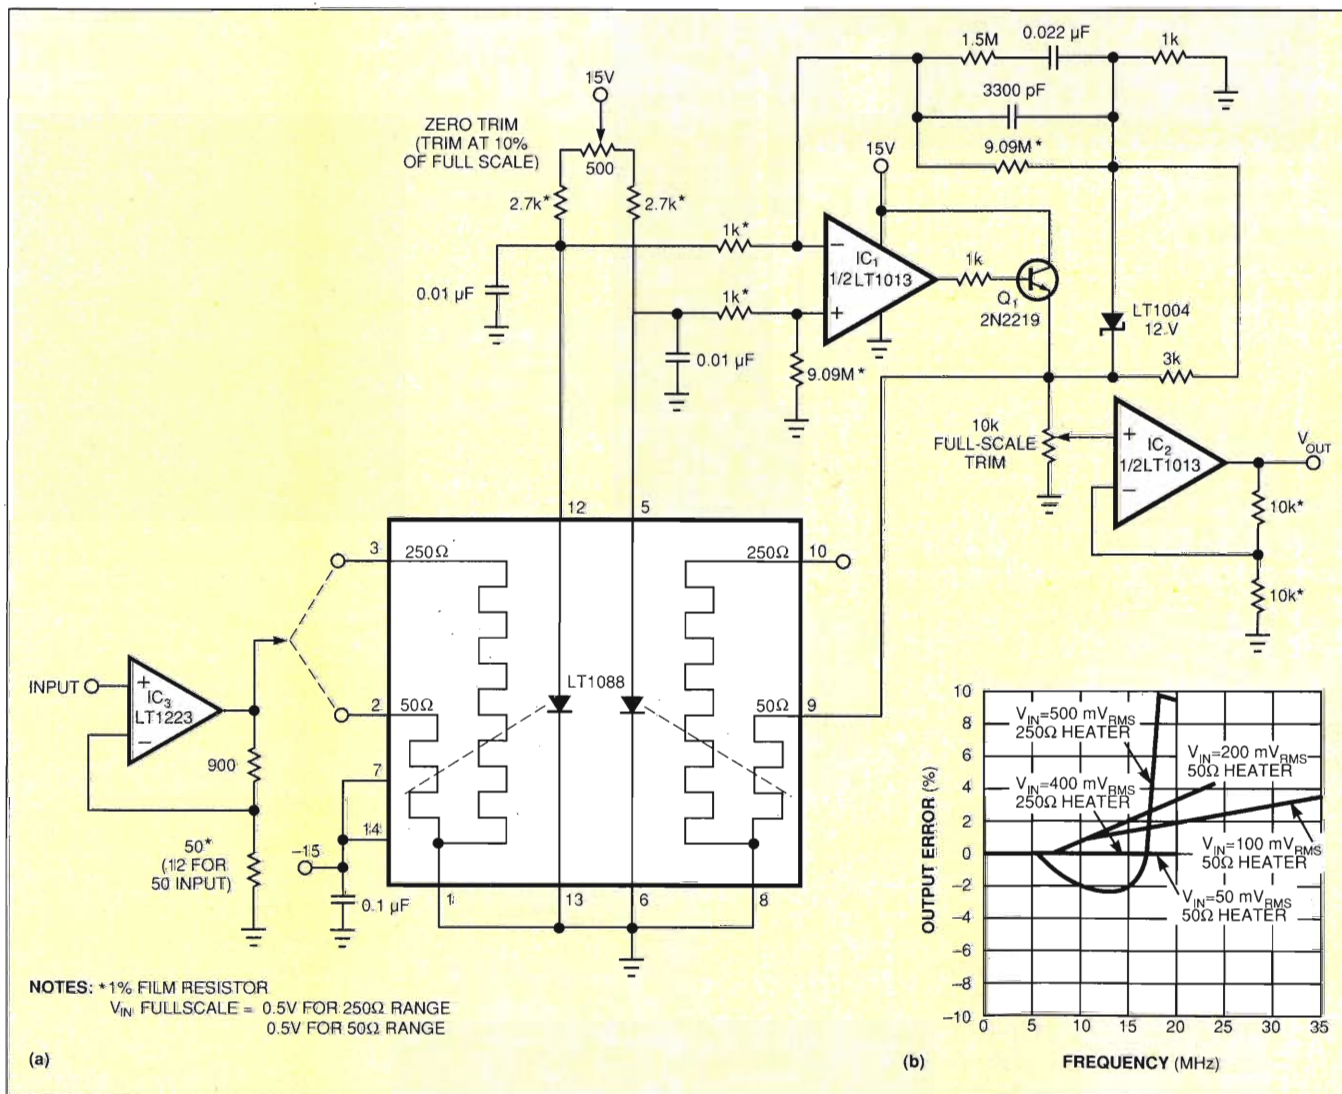 15V
ZERO TRIM
(TRIM AT 10%
OF FULL SCALE)
500
2.7k*
2.7k*
0.01 µF
0.01 µF
1k*
1k*
9.09M*
1.5M
0.022 µF
1k
3300 pF
9.09M*
15V
−
+
IC1
1/2LT1013
1k
Q1
2N2219
LT1004
12 V
3k
10k
FULL-SCALE
TRIM
+
−
IC2
1/2LT1013
VOUT
10k*
10k*
12
5
3
250Ω
250Ω
10
2
50Ω
50Ω
9
LT1088
7
14
1
13
6
8
INPUT
+
−
IC3
LT1223
900
50*
(12 FOR
50 INPUT)
−15
0.1 µF
NOTES: *1% FILM RESISTOR
VIN FULLSCALE = 0.5V FOR 250Ω RANGE
0.5V FOR 50Ω RANGE
(a)
OUTPUT ERROR (%)
10
8
6
4
2
0
−2
−4
−6
−8
−10
VIN=500 mVRMS
250Ω HEATER
VIN=200 mVRMS
50Ω HEATER
VIN=400 mVRMS
250Ω HEATER
VIN=100 mVRMS
50Ω HEATER
VIN=50 mVRMS
50Ω HEATER
0 5 10 15 20 25 30 35
FREQUENCY (MHz)
(b)